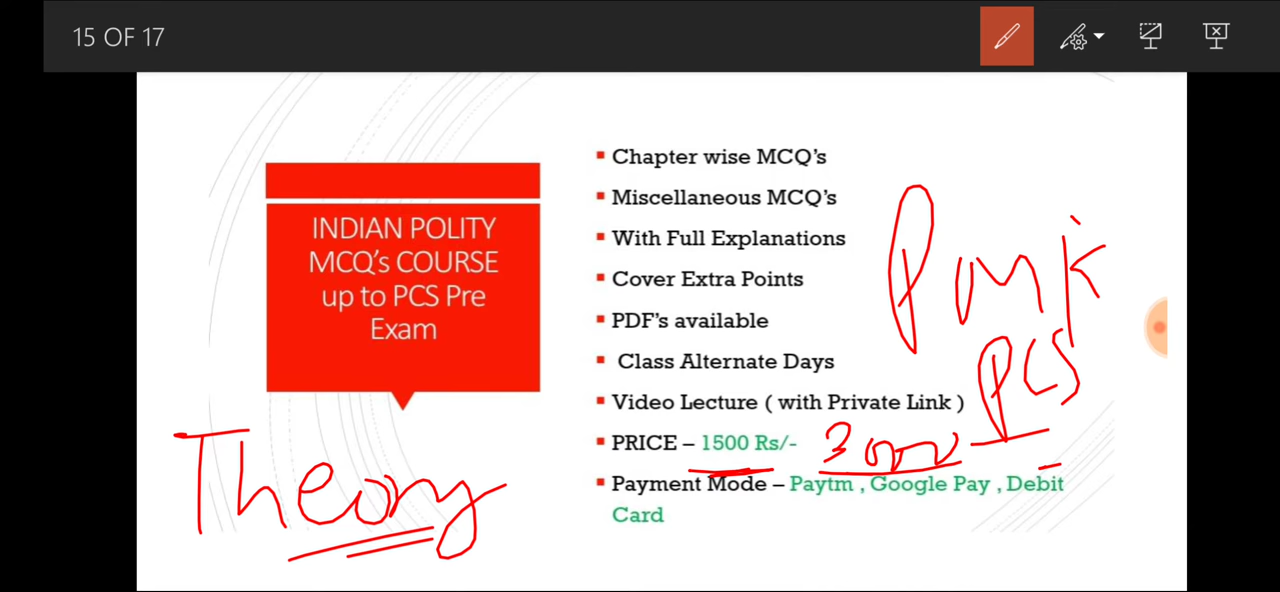 15 OF 17
INDIAN POLITY
MCQ's COURSE
up to PCS Pre
Exam
▪ Chapter wise MCQ's
▪ Miscellaneous MCQ's
▪ With Full Explanations
▪ Cover Extra Points
▪ PDF's available
▪ Class Alternate Days
▪ Video Lecture ( with Private Link )
▪ PRICE – 1500 Rs/-
▪ Payment Mode – Paytm , Google Pay , Debit
Card
PCS
Theory